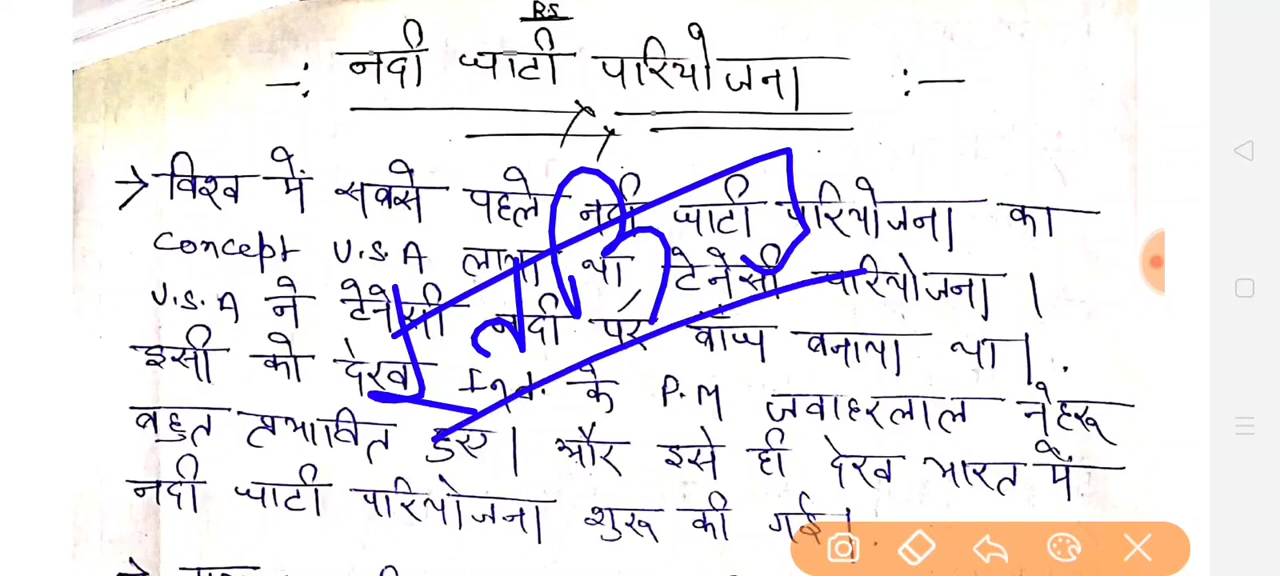 RS
-: नदी घाटी परियोजना :-
→ विश्व में सबसे पहले नदी घाटी परियोजना का
concept U.S.A लाया था टेनेसी परियोजना।
U.S.A ने टेनेसी नदी पर बाँध बनाया था।
इसी को देख Ind. के P.M जवाहरलाल नेहरू
बहुत प्रभावित हुए। और इसे ही देख भारत में
नदी घाटी परियोजना शुरू की गई।